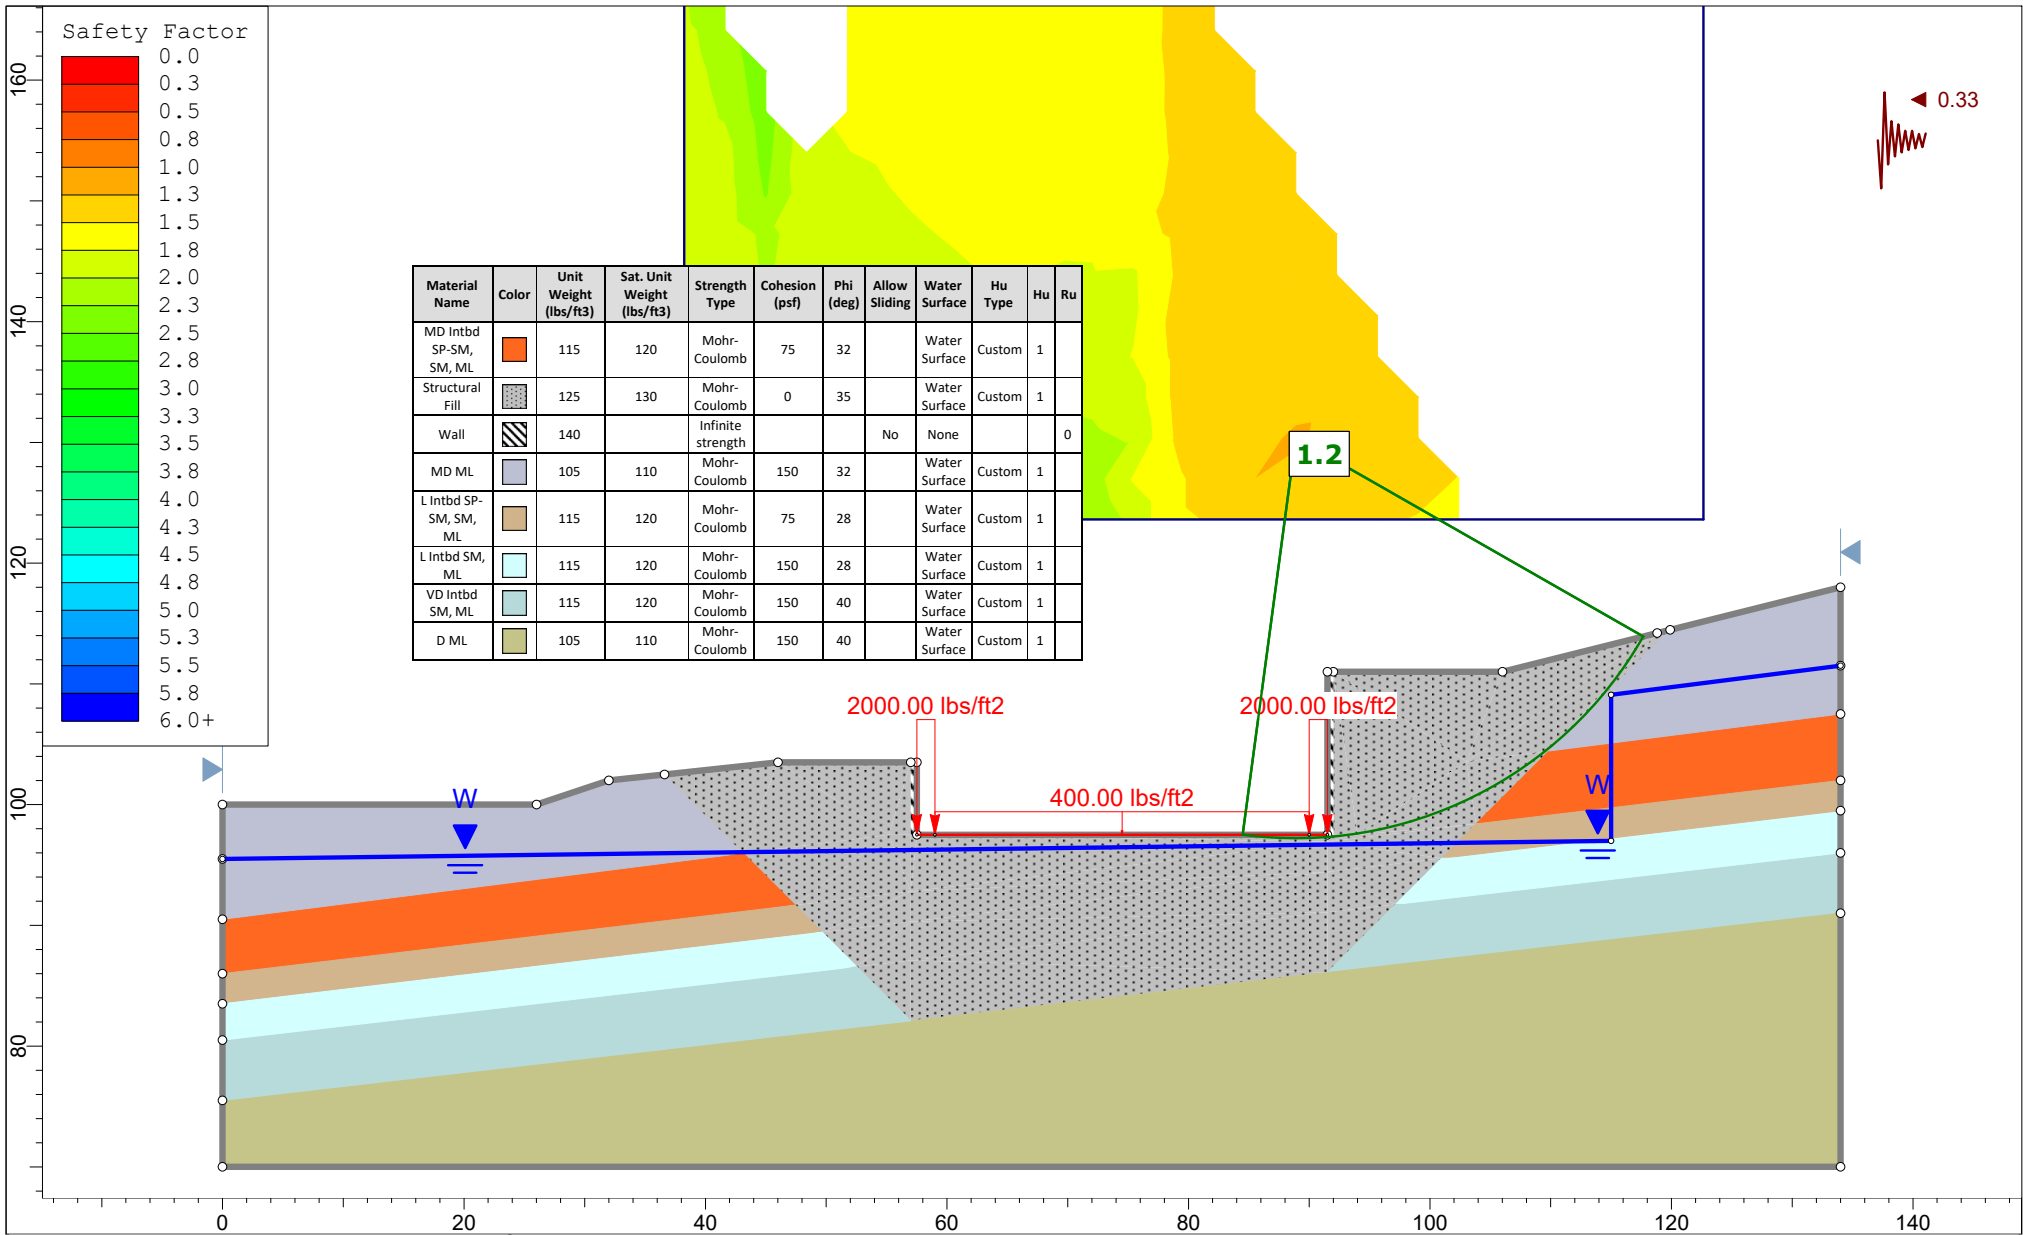 Safety Factor
0.0
0.3
0.5
0.8
1.0
1.3
1.5
1.8
2.0
2.3
2.5
2.8
3.0
3.3
3.5
3.8
4.0
4.3
4.5
4.8
5.0
5.3
5.5
5.8
6.0+
0.33
Material Name Color Unit Weight (lbs/ft3) Sat. Unit Weight (lbs/ft3) Strength Type Cohesion (psf) Phi (deg) Allow Sliding Water Surface Hu Type Hu Ru
MD Intbd SP-SM, SM, ML 115 120 Mohr-Coulomb 75 32 Water Surface Custom 1
Structural Fill 125 130 Mohr-Coulomb 0 35 Water Surface Custom 1
Wall 140 Infinite strength No None 0
MD ML 105 110 Mohr-Coulomb 150 32 Water Surface Custom 1
L Intbd SP-SM, SM, ML 115 120 Mohr-Coulomb 75 28 Water Surface Custom 1
L Intbd SM, ML 115 120 Mohr-Coulomb 150 28 Water Surface Custom 1
VD Intbd SM, ML 115 120 Mohr-Coulomb 150 40 Water Surface Custom 1
D ML 105 110 Mohr-Coulomb 150 40 Water Surface Custom 1
1.2
2000.00 lbs/ft2
2000.00 lbs/ft2
400.00 lbs/ft2
W
W
160
140
120
100
80
0
20
40
60
80
100
120
140